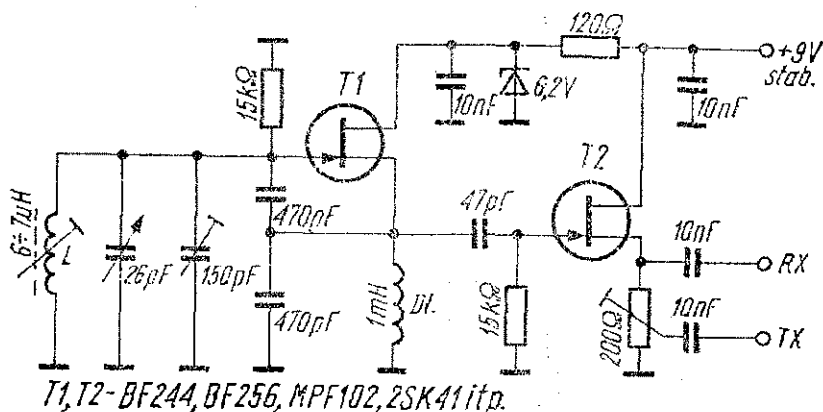 120Ω
+9V
stab.
15kΩ
T1
10nF
6,2V
10nF
T2
6÷7μH
L
26pF
150pF
470pF
47pF
10nF
RX
470pF
1mH
Dł.
15kΩ
200Ω
10nF
TX
T1, T2 - BF244, BF256, MPF102, 2SK41 itp.